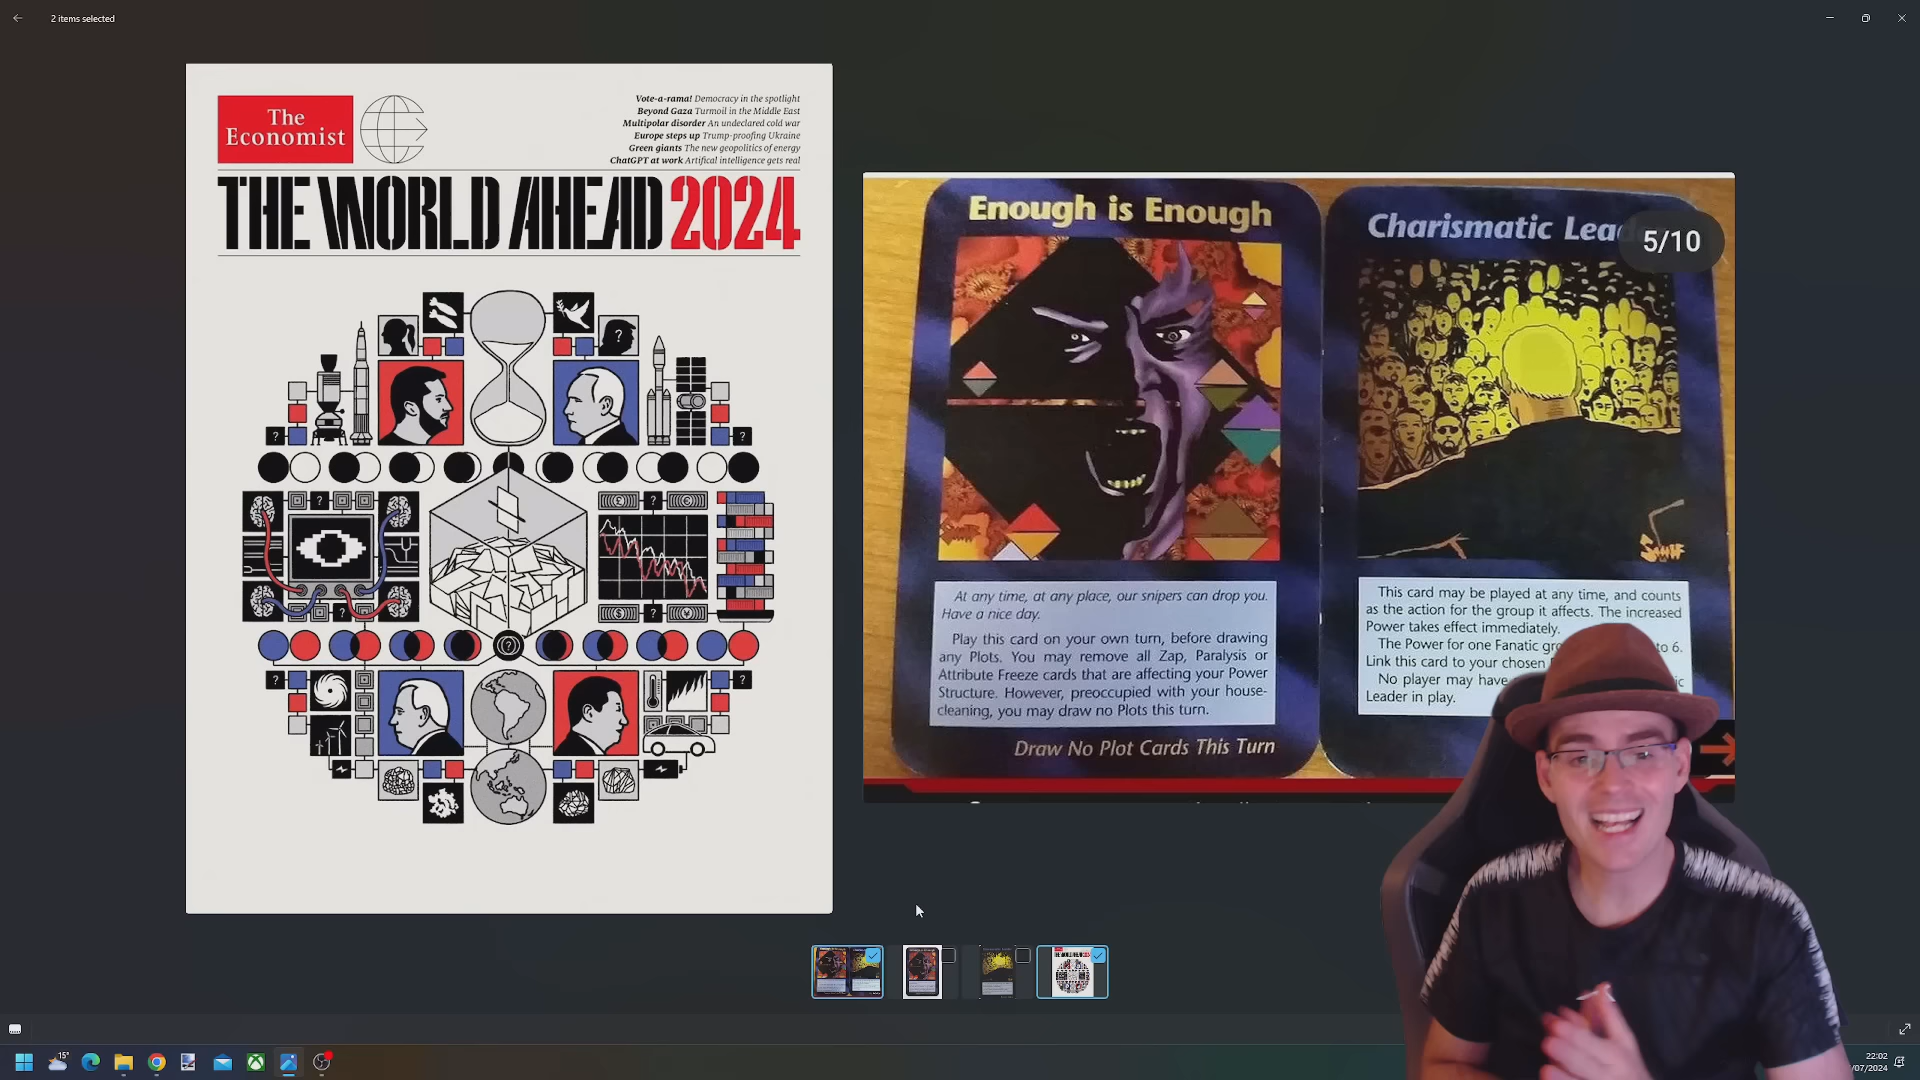 2 items selected
The
Economist
Vote-a-rama! Democracy in the spotlight
Beyond Gaza Turmoil in the Middle East
Multipolar disorder An undeclared cold war
Europe steps up Trump-proofing Ukraine
Green giants The new geopolitics of energy
ChatGPT at work Artifical intelligence gets real
THE WORLD AHEAD 2024
?
?
?
?
?
?
?
?
?
?
Enough is Enough
At any time, at any place, our snipers can drop you.
Have a nice day.
Play this card on your own turn, before drawing
any Plots. You may remove all Zap, Paralysis or
Attribute Freeze cards that are affecting your Power
Structure. However, preoccupied with your house-
cleaning, you may draw no Plots this turn.
Draw No Plot Cards This Turn
Charismatic Lea
5/10
This card may be played at any time, and counts
as the action for the group it affects. The increased
Power takes effect immediately.
The Power for one Fanatic to 6.
Link this card to your chosen
No player may have
Leader in play.
15°
22:02
/07/2024